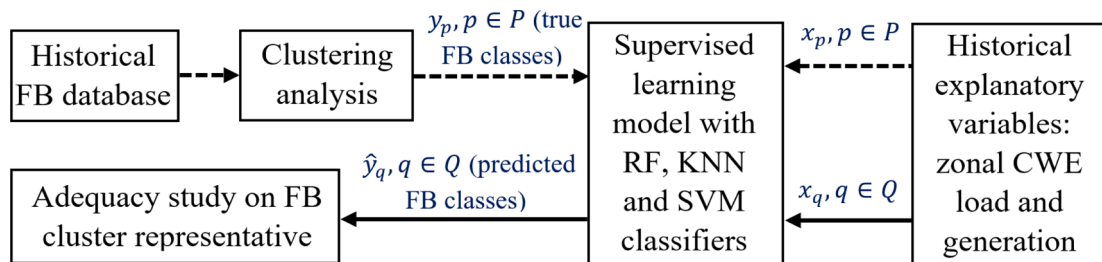 Historical
FB database
Clustering
analysis
y_p, p ∈ P (true
FB classes)
Supervised
learning
model with
RF, KNN
and SVM
classifiers
x_p, p ∈ P
x_q, q ∈ Q
Historical
explanatory
variables:
zonal CWE
load and
generation
ŷ_q, q ∈ Q (predicted
FB classes)
Adequacy study on FB
cluster representative